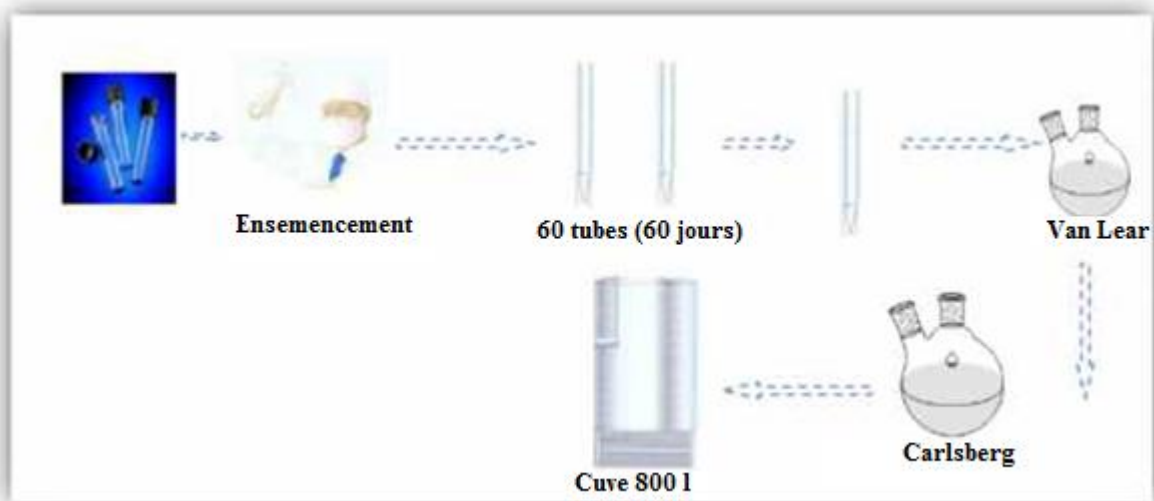 Ensemencement
60 tubes (60 jours)
Van Lear
Carlsberg
Cuve 800 l